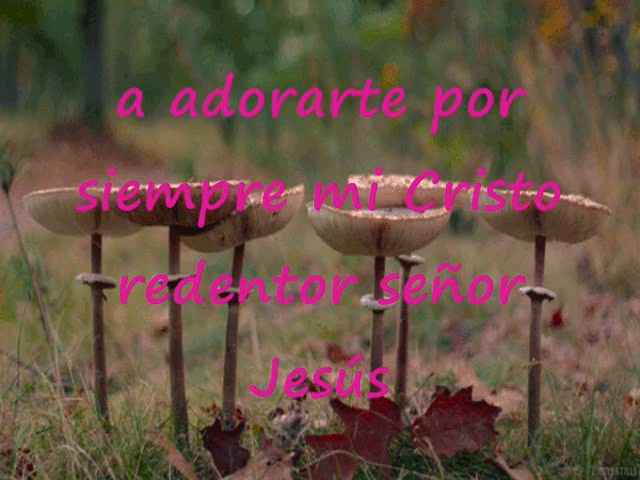 a adorarte por
siempre mi Cristo
redentor señor
Jesús